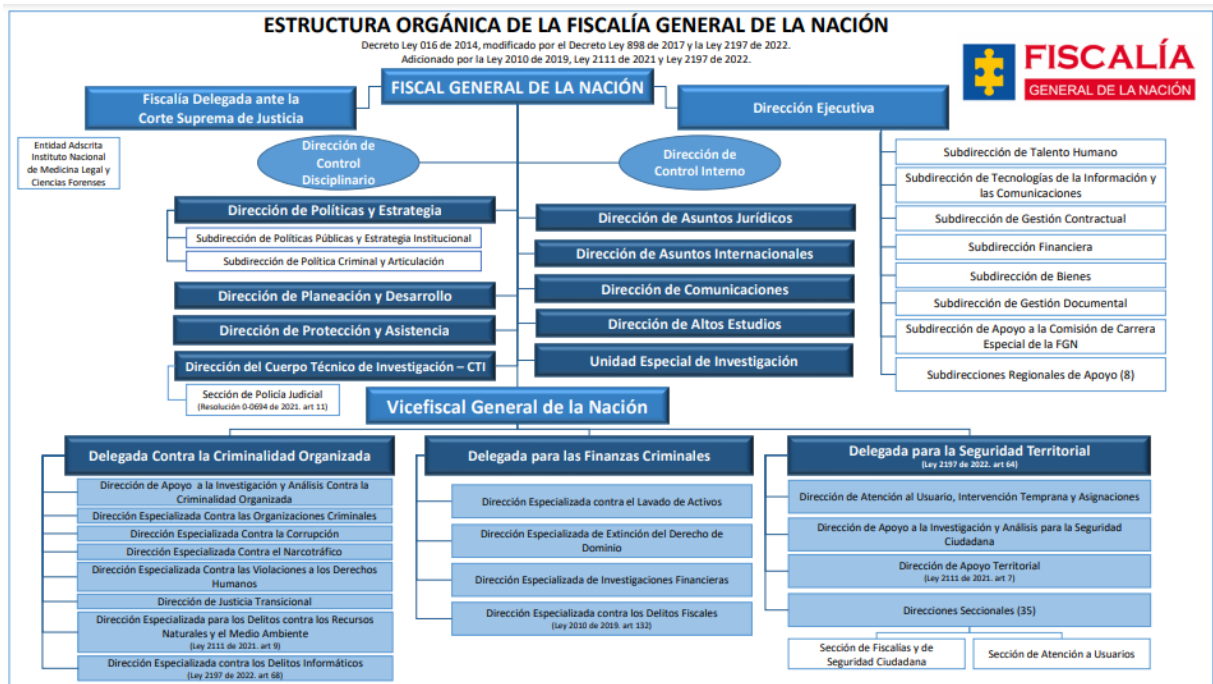 ESTRUCTURA ORGÁNICA DE LA FISCALÍA GENERAL DE LA NACIÓN
Decreto Ley 016 de 2014, modificado por el Decreto Ley 898 de 2017 y la Ley 2197 de 2022.
Adicionado por la Ley 2010 de 2019, Ley 2111 de 2021 y Ley 2197 de 2022.
FISCALÍA
GENERAL DE LA NACIÓN
FISCAL GENERAL DE LA NACIÓN
Fiscalía Delegada ante la
Corte Suprema de Justicia
Dirección Ejecutiva
Entidad Adscrita
Instituto Nacional
de Medicina Legal y
Ciencias Forenses
Dirección de
Control
Disciplinario
Dirección de
Control Interno
Subdirección de Talento Humano
Subdirección de Tecnologías de la Información y
las Comunicaciones
Subdirección de Gestión Contractual
Subdirección Financiera
Subdirección de Bienes
Subdirección de Gestión Documental
Subdirección de Apoyo a la Comisión de Carrera
Especial de la FGN
Subdirecciones Regionales de Apoyo (8)
Dirección de Políticas y Estrategia
Subdirección de Políticas Públicas y Estrategia Institucional
Subdirección de Política Criminal y Articulación
Dirección de Planeación y Desarrollo
Dirección de Protección y Asistencia
Dirección del Cuerpo Técnico de Investigación – CTI
Sección de Policía Judicial
(Resolución 0-0694 de 2021. art 11)
Dirección de Asuntos Jurídicos
Dirección de Asuntos Internacionales
Dirección de Comunicaciones
Dirección de Altos Estudios
Unidad Especial de Investigación
Vicefiscal General de la Nación
Delegada Contra la Criminalidad Organizada
Dirección de Apoyo a la Investigación y Análisis Contra la
Criminalidad Organizada
Dirección Especializada Contra las Organizaciones Criminales
Dirección Especializada Contra la Corrupción
Dirección Especializada Contra el Narcotráfico
Dirección Especializada Contra las Violaciones a los Derechos
Humanos
Dirección de Justicia Transicional
Dirección Especializada para los Delitos contra los Recursos
Naturales y el Medio Ambiente
(Ley 2111 de 2021. art 9)
Dirección Especializada contra los Delitos Informáticos
(Ley 2197 de 2022. art 68)
Delegada para las Finanzas Criminales
Dirección Especializada contra el Lavado de Activos
Dirección Especializada de Extinción del Derecho de
Dominio
Dirección Especializada de Investigaciones Financieras
Dirección Especializada contra los Delitos Fiscales
(Ley 2010 de 2019. art 132)
Delegada para la Seguridad Territorial
(Ley 2197 de 2022. art 64)
Dirección de Atención al Usuario, Intervención Temprana y Asignaciones
Dirección de Apoyo a la Investigación y Análisis para la Seguridad
Ciudadana
Dirección de Apoyo Territorial
(Ley 2111 de 2021. art 7)
Direcciones Seccionales (35)
Sección de Fiscalías y de
Seguridad Ciudadana
Sección de Atención a Usuarios